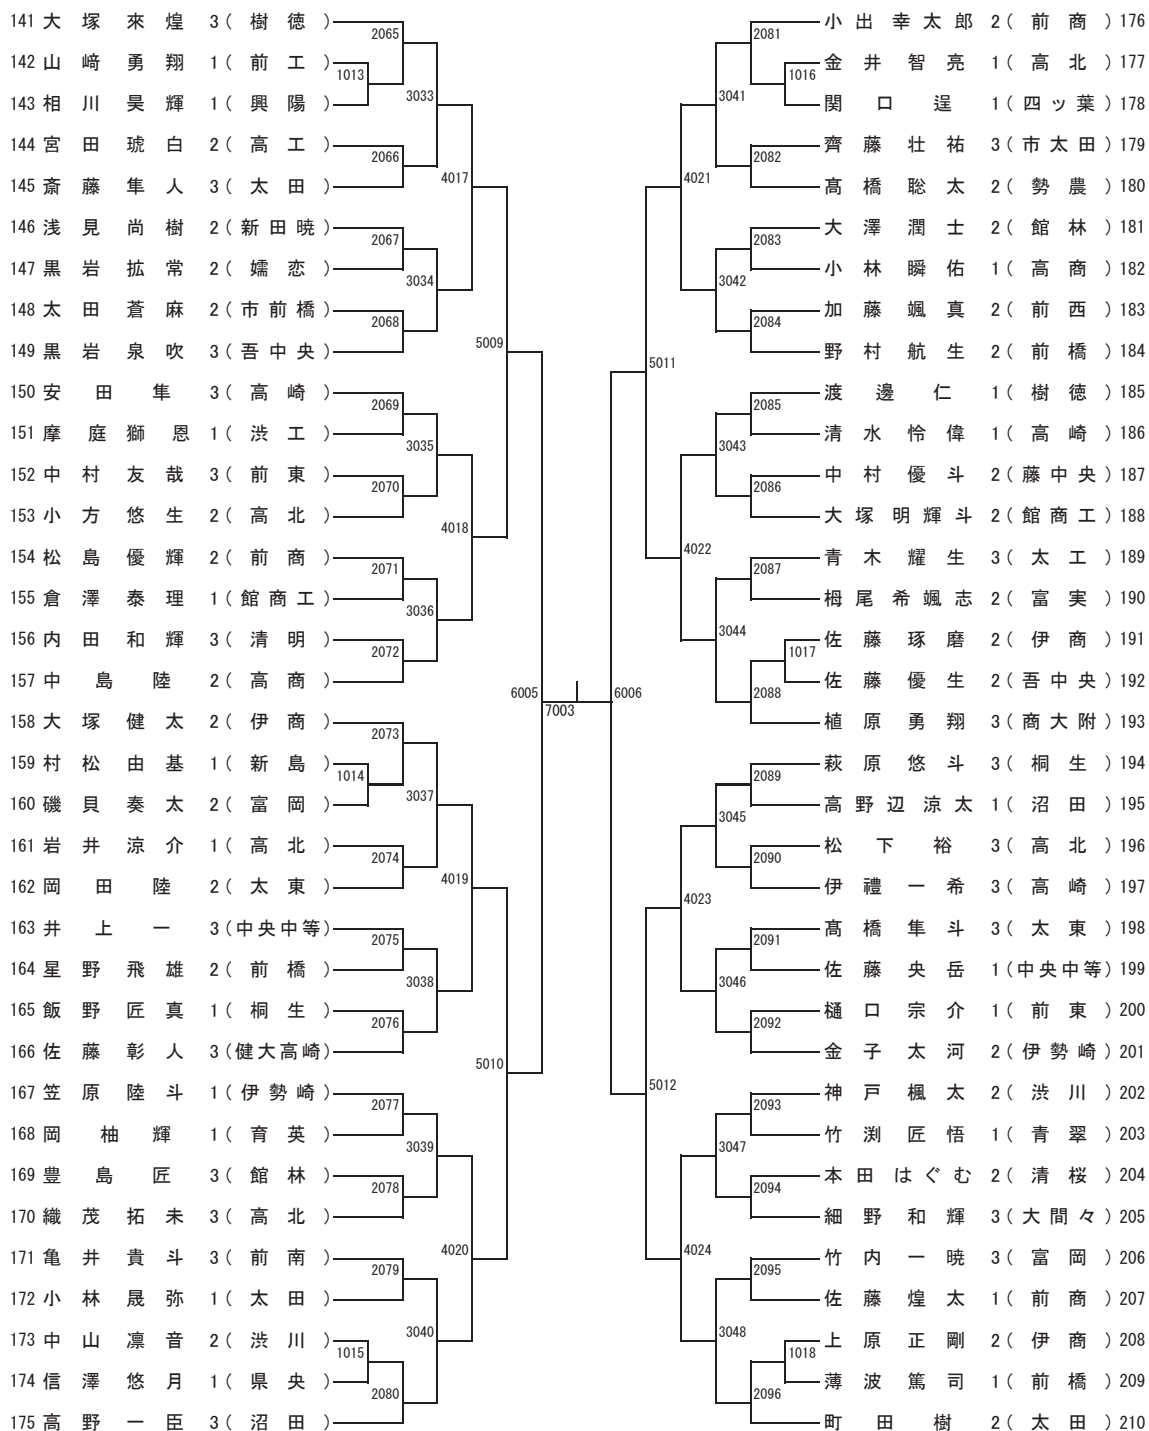 141 大塚來煌 3 (樹徳)
2065
142 山﨑勇翔 1 (前工)
1013
143 相川昊輝 1 (興陽)
3033
144 宮田琥白 2 (高工)
2066
145 斎藤隼人 3 (太田)
4017
146 浅見尚樹 2 (新田暁)
2067
147 黒岩拡常 2 (嬬恋)
3034
148 太田蒼麻 2 (市前橋)
2068
149 黒岩泉吹 3 (吾中央)
5009
150 安田隼 3 (高崎)
2069
151 摩庭獅恩 1 (渋工)
3035
152 中村友哉 3 (前東)
2070
153 小方悠生 2 (高北)
4018
154 松島優輝 2 (前商)
2071
155 倉澤泰理 1 (館商工)
3036
156 内田和輝 3 (清明)
2072
157 中島陸 2 (高商)
6005
7003
158 大塚健太 2 (伊商)
2073
159 村松由基 1 (新島)
1014
160 磯貝奏太 2 (富岡)
3037
161 岩井涼介 1 (高北)
2074
162 岡田陸 2 (太東)
4019
163 井上一 3 (中央中等)
2075
164 星野飛雄 2 (前橋)
3038
165 飯野匠真 1 (桐生)
2076
166 佐藤彰人 3 (健大高崎)
5010
167 笠原陸斗 1 (伊勢崎)
2077
168 岡柚輝 1 (育英)
3039
169 豊島匠 3 (館林)
2078
170 織茂拓未 3 (高北)
4020
171 亀井貴斗 3 (前南)
2079
172 小林晟弥 1 (太田)
3040
173 中山凛音 2 (渋川)
1015
174 信澤悠月 1 (県央)
2080
175 高野一臣 3 (沼田)
小出幸太郎 2 (前商) 176
2081
金井智亮 1 (高北) 177
1016
関口逞 1 (四ッ葉) 178
3041
齊藤壮祐 3 (市太田) 179
2082
髙橋聡太 2 (勢農) 180
4021
大澤潤士 2 (館林) 181
2083
小林瞬佑 1 (高商) 182
3042
加藤颯真 2 (前西) 183
2084
野村航生 2 (前橋) 184
5011
渡邊仁 1 (樹徳) 185
2085
清水怜偉 1 (高崎) 186
3043
中村優斗 2 (藤中央) 187
2086
大塚明輝斗 2 (館商工) 188
4022
青木耀生 3 (太工) 189
2087
栂尾希颯志 2 (富実) 190
3044
佐藤琢磨 2 (伊商) 191
1017
佐藤優生 2 (吾中央) 192
2088
植原勇翔 3 (商大附) 193
6006
萩原悠斗 3 (桐生) 194
2089
高野辺涼太 1 (沼田) 195
3045
松下裕 3 (高北) 196
2090
伊禮一希 3 (高崎) 197
4023
髙橋隼斗 3 (太東) 198
2091
佐藤央岳 1 (中央中等) 199
3046
樋口宗介 1 (前東) 200
2092
金子太河 2 (伊勢崎) 201
5012
神戸楓太 2 (渋川) 202
2093
竹渕匠悟 1 (青翠) 203
3047
本田はぐむ 2 (清桜) 204
2094
細野和輝 3 (大間々) 205
4024
竹内一暁 3 (富岡) 206
2095
佐藤煌太 1 (前商) 207
3048
上原正剛 2 (伊商) 208
1018
薄波篤司 1 (前橋) 209
2096
町田樹 2 (太田) 210